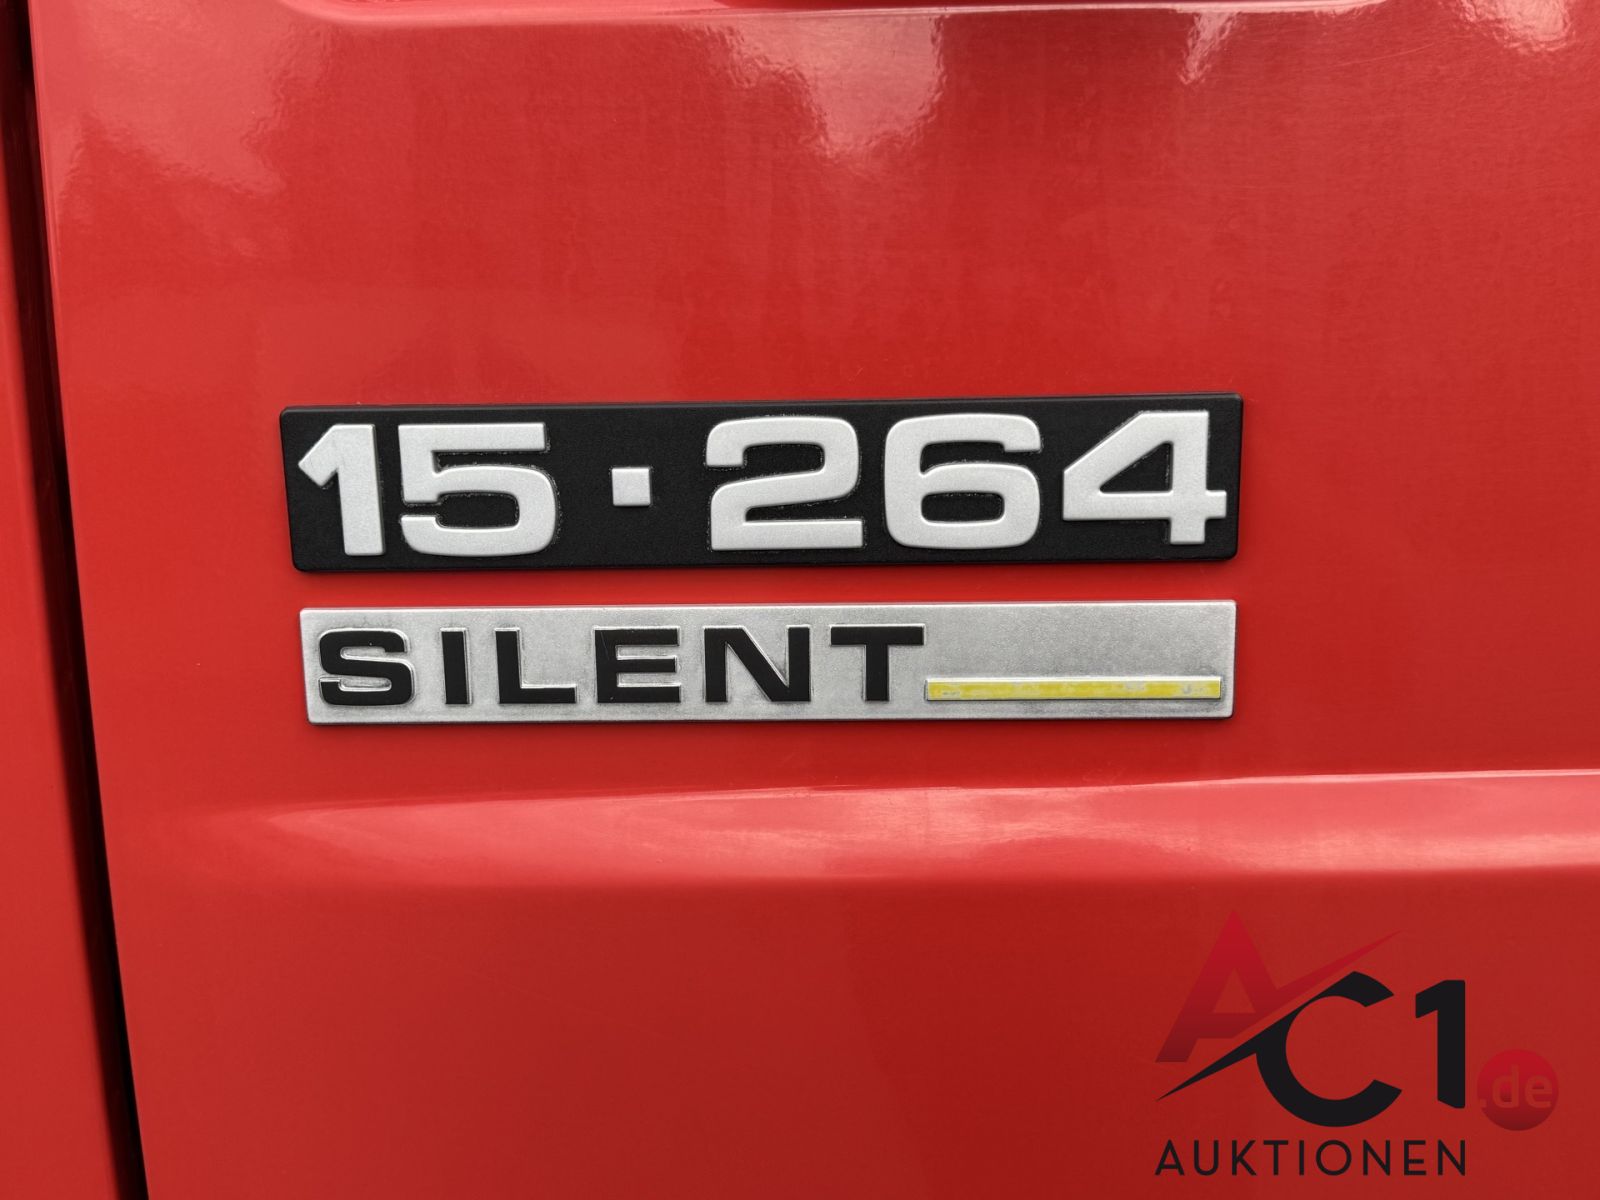 15·264
SILENT
AC1.de
AUKTIONEN